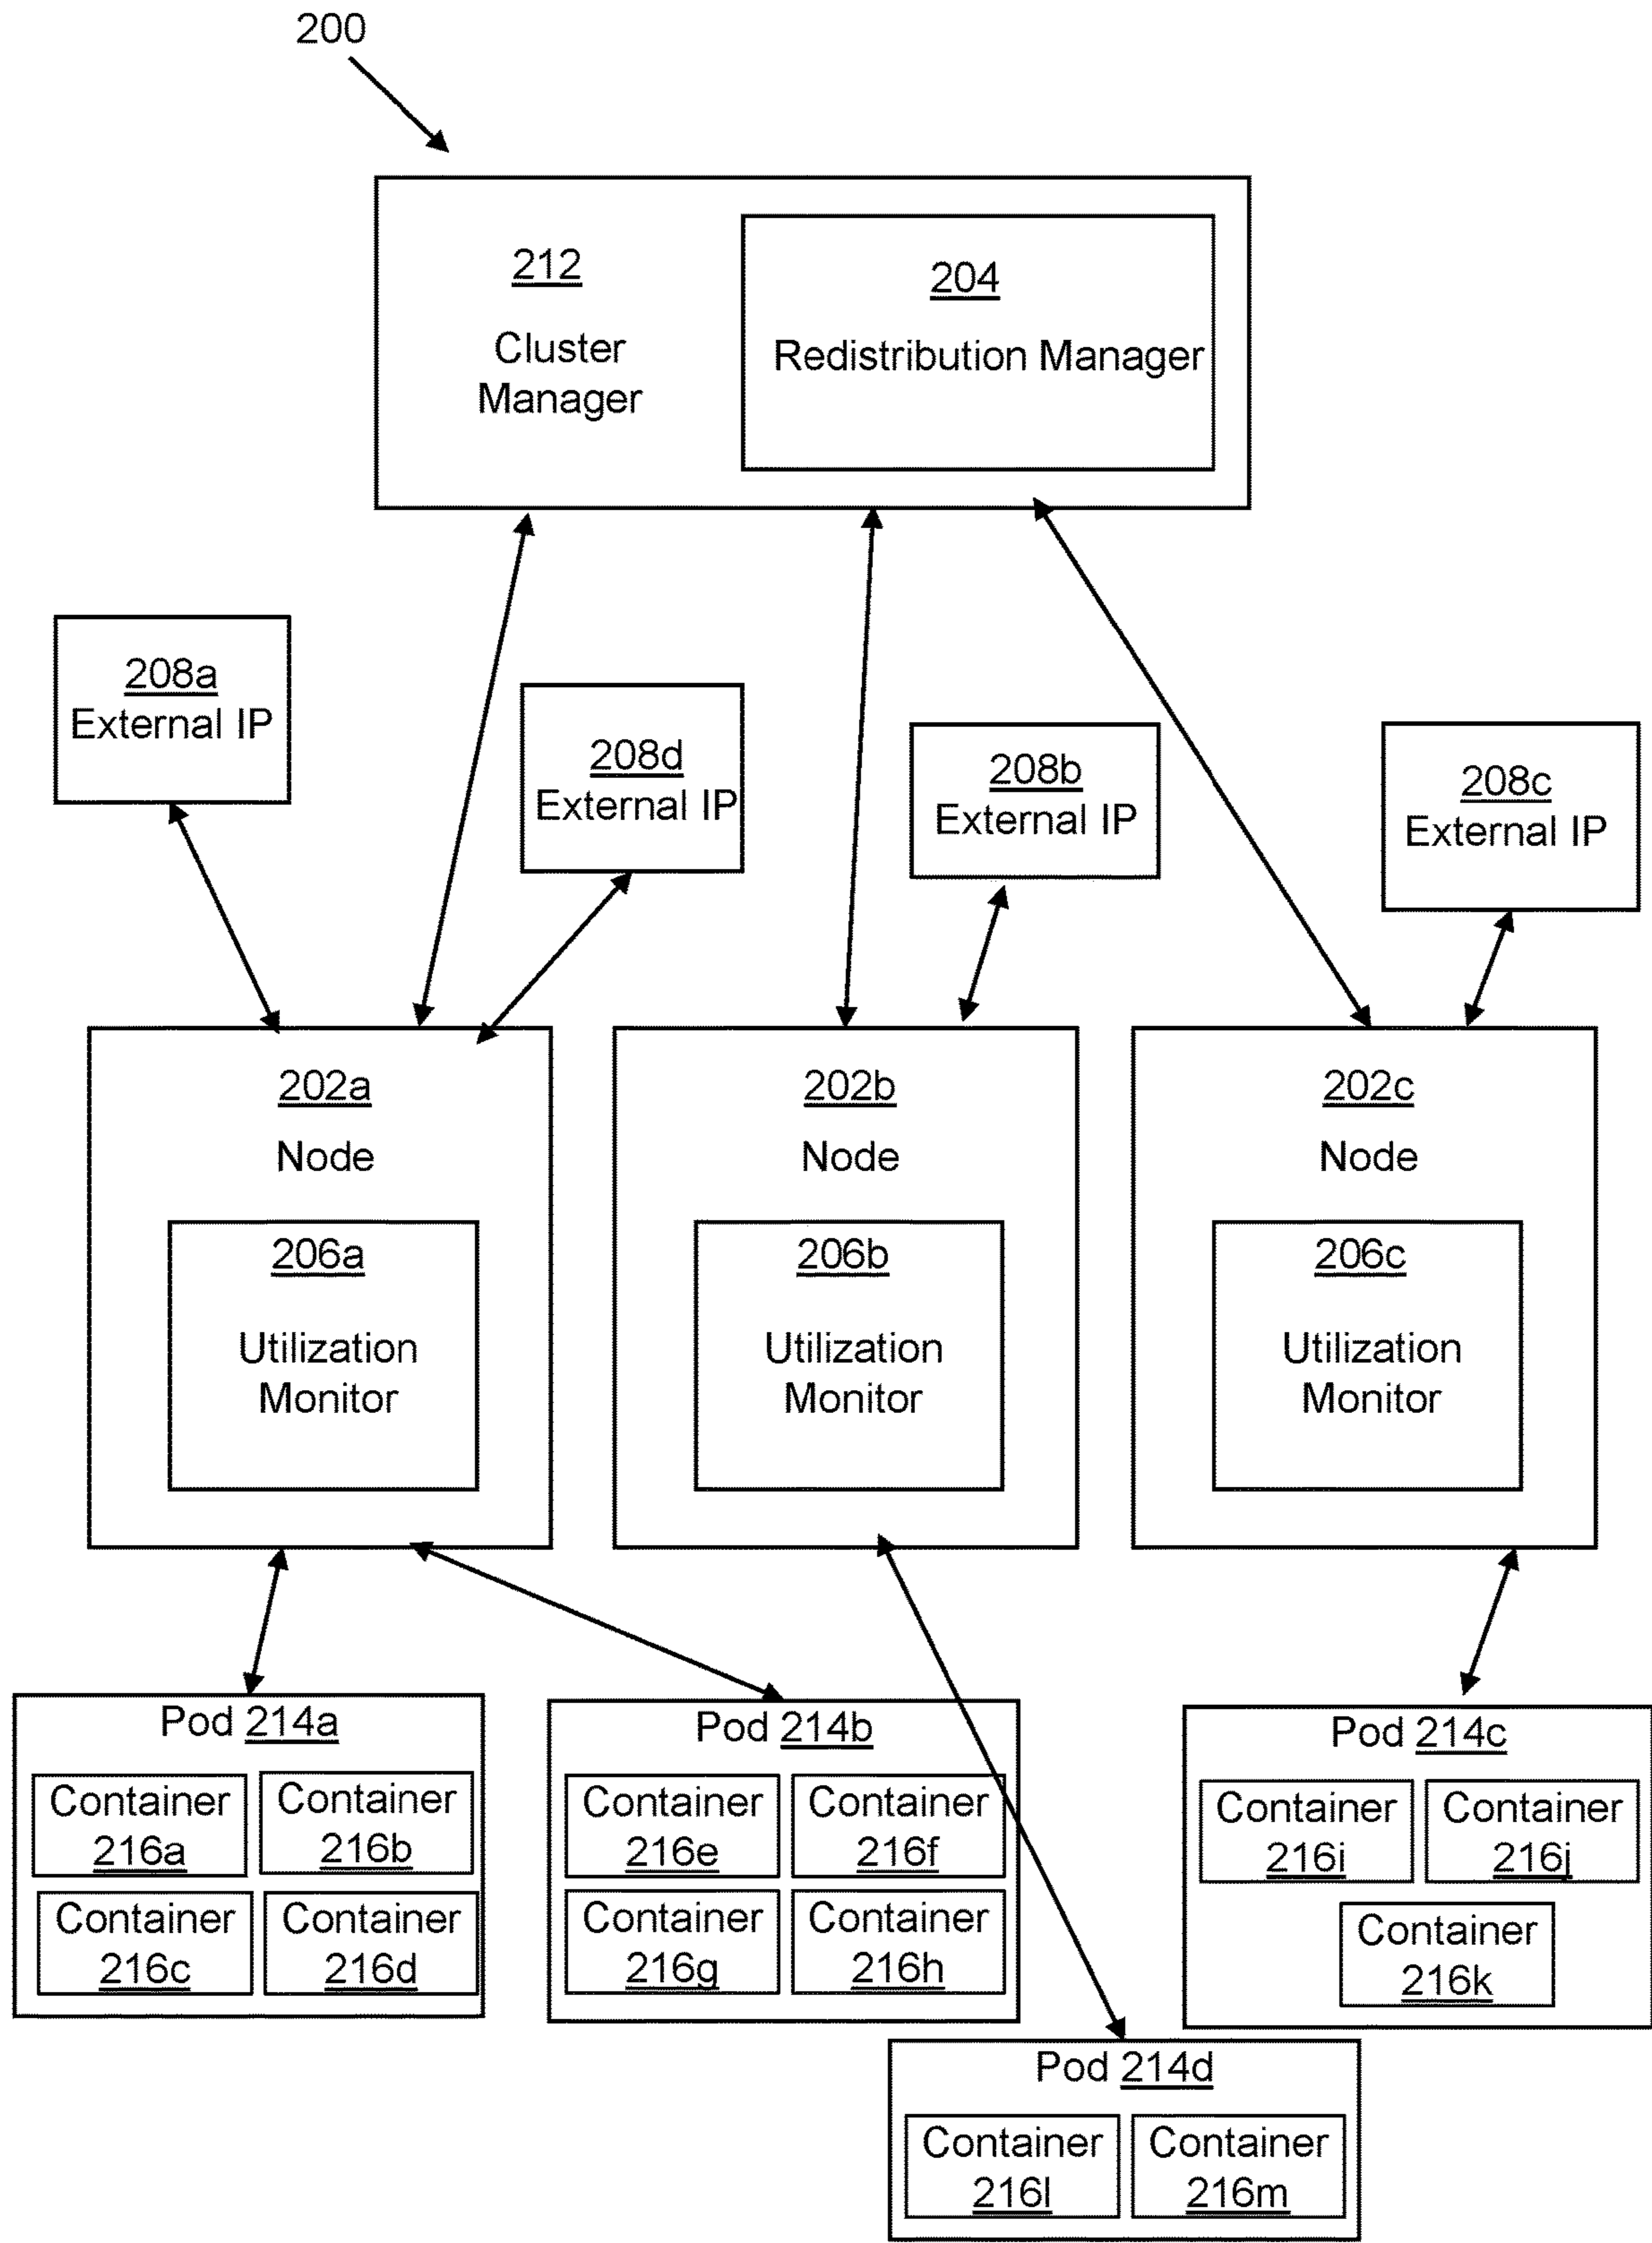 200
212
Cluster
Manager
204
Redistribution Manager
208a
External IP
208d
External IP
208b
External IP
208c
External IP
202a
Node
206a
Utilization
Monitor
202b
Node
206b
Utilization
Monitor
202c
Node
206c
Utilization
Monitor
Pod 214a
Container
216a
Container
216b
Container
216c
Container
216d
Pod 214b
Container
216e
Container
216f
Container
216g
Container
216h
Pod 214c
Container
216i
Container
216j
Container
216k
Pod 214d
Container
216l
Container
216m